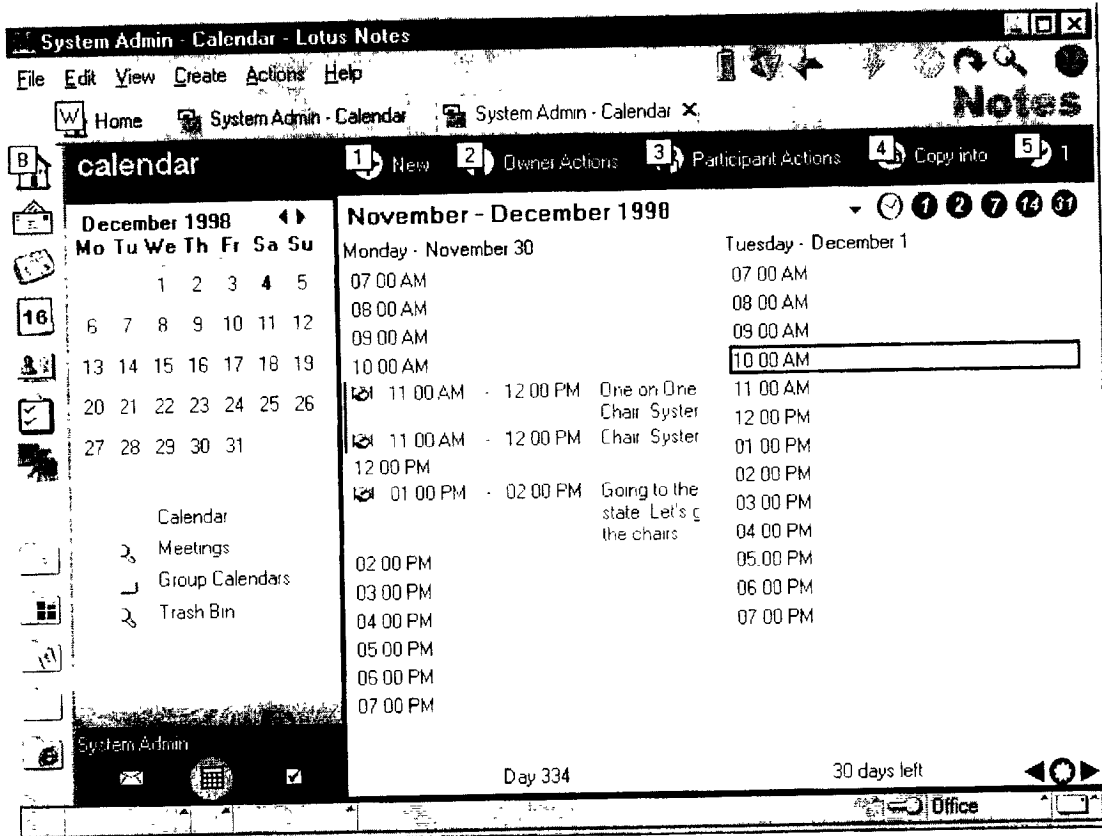 System Admin - Calendar - Lotus Notes
File Edit View Create Actions Help
Notes
W Home System Admin - Calendar System Admin - Calendar X
B calendar 1 New 2 Owner Actions 3 Participant Actions 4 Copy into 5 1
December 1998
Mo Tu We Th Fr Sa Su
1 2 3 4 5
6 7 8 9 10 11 12
13 14 15 16 17 18 19
20 21 22 23 24 25 26
27 28 29 30 31
16
Calendar
Meetings
Group Calendars
Trash Bin
System Admin
November - December 1998
1 2 7 14 31
Monday - November 30
07 00 AM
08 00 AM
09 00 AM
10 00 AM
11 00 AM - 12 00 PM One on One
Chair Syster
11 00 AM - 12 00 PM Chair Syster
12 00 PM
01 00 PM - 02 00 PM Going to the
state Let's g
the chairs
02 00 PM
03 00 PM
04 00 PM
05 00 PM
06 00 PM
07 00 PM
Tuesday - December 1
07 00 AM
08 00 AM
09 00 AM
10 00 AM
11 00 AM
12 00 PM
01 00 PM
02 00 PM
03 00 PM
04 00 PM
05.00 PM
06 00 PM
07 00 PM
Day 334
30 days left
Office